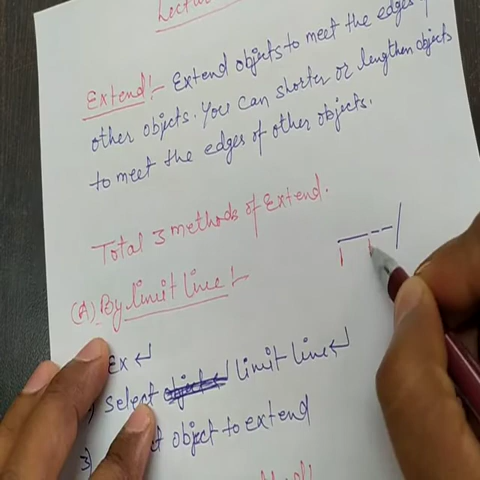 Extend!- Extend objects to meet the edges
other objects. You can shorter or lengthen objects
to meet the edges of other objects.
Total 3 methods of Extend.
(A) By limit line!-
Ex ↵
Select limit line ↵
3) object to extend